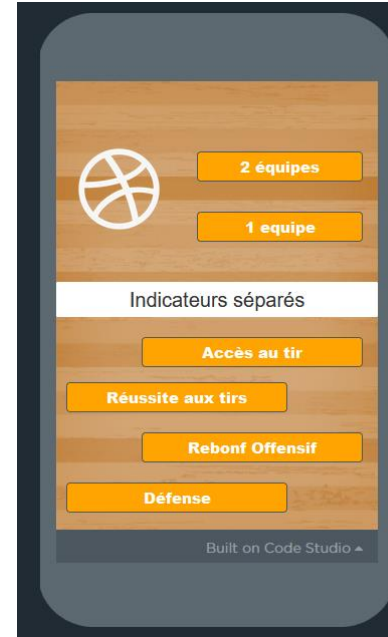 2 équipes
1 equipe
Indicateurs séparés
Accès au tir
Réussite aux tirs
Rebonf Offensif
Défense
Built on Code Studio